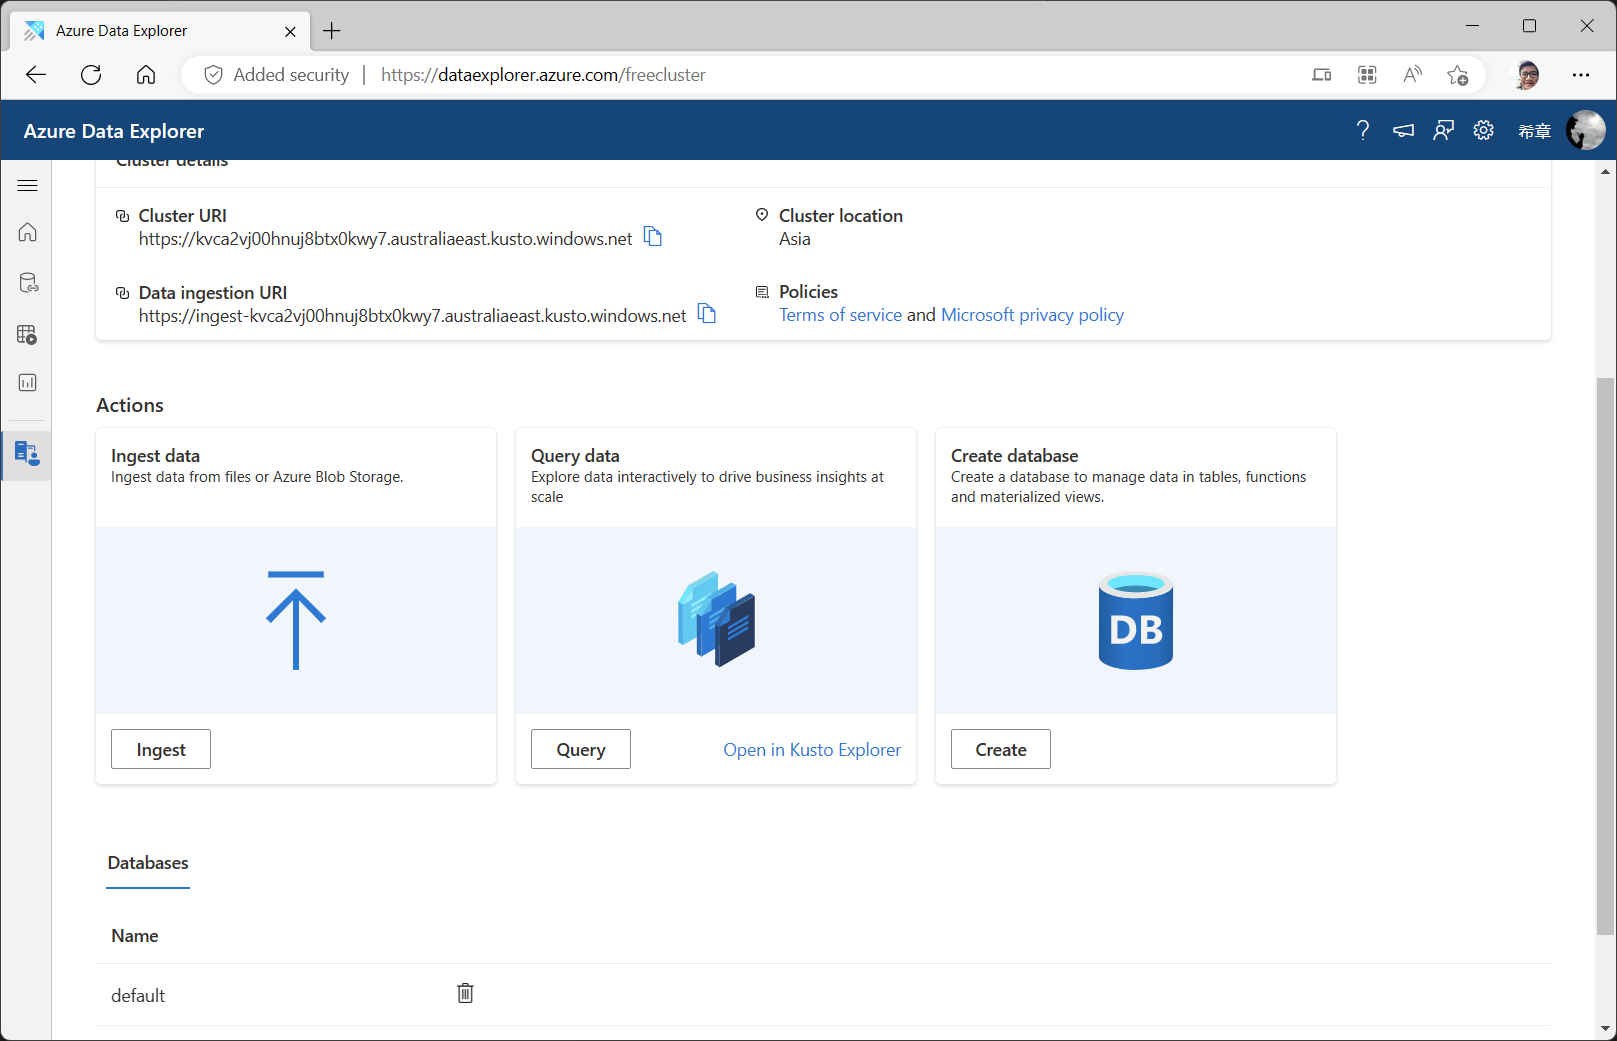 Azure Data Explorer
Added security
https://dataexplorer.azure.com/freecluster
Azure Data Explorer
希章
Cluster details
Cluster URI
https://kvca2vj00hnuj8btx0kwy7.australiaeast.kusto.windows.net
Cluster location
Asia
Data ingestion URI
https://ingest-kvca2vj00hnuj8btx0kwy7.australiaeast.kusto.windows.net
Policies
Terms of service and Microsoft privacy policy
Actions
Ingest data
Ingest data from files or Azure Blob Storage.
Ingest
Query data
Explore data interactively to drive business insights at
scale
Query
Open in Kusto Explorer
Create database
Create a database to manage data in tables, functions
and materialized views.
DB
Create
Databases
Name
default